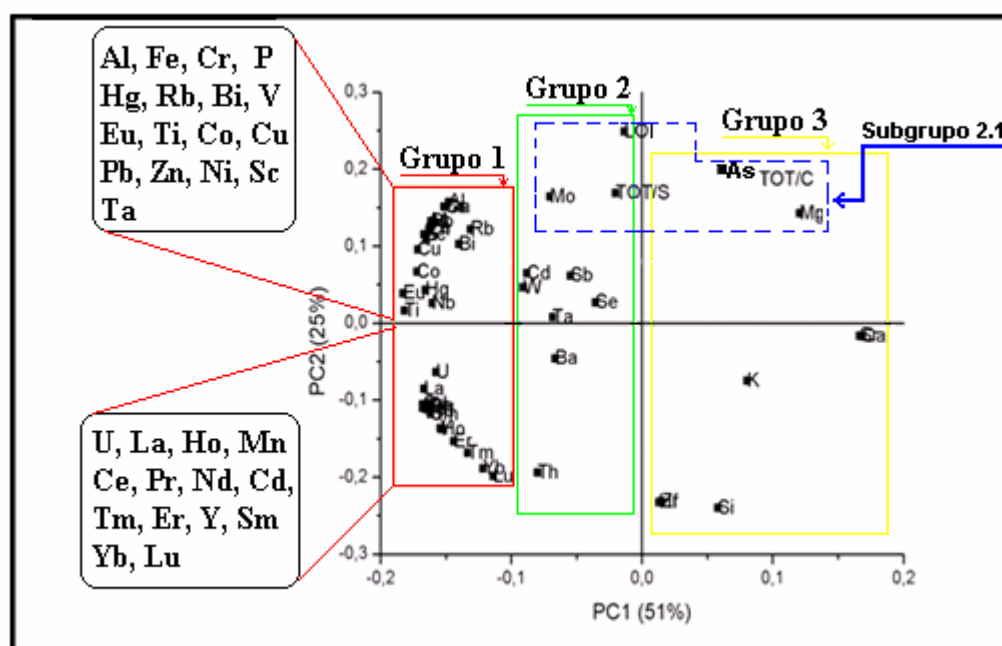 Al, Fe, Cr, P
Hg, Rb, Bi, V
Eu, Ti, Co, Cu
Pb, Zn, Ni, Sc
Ta
U, La, Ho, Mn
Ce, Pr, Nd, Cd,
Tm, Er, Y, Sm
Yb, Lu
Grupo 1
Grupo 2
Grupo 3
Subgrupo 2.1
PC2 (25%)
0,3
0,2
0,1
0,0
-0,1
-0,2
-0,3
-0,2
-0,1
0,0
0,1
0,2
PC1 (51%)
LOI
As
TOT/C
Mo
TOT/S
Mg
Rb
Bi
Cu
Co
Eu
Hg
Nb
Ti
Cd
W
Sb
Se
Ta
Ba
U
La
Er
Tm
Yb
Lu
Th
K
Si